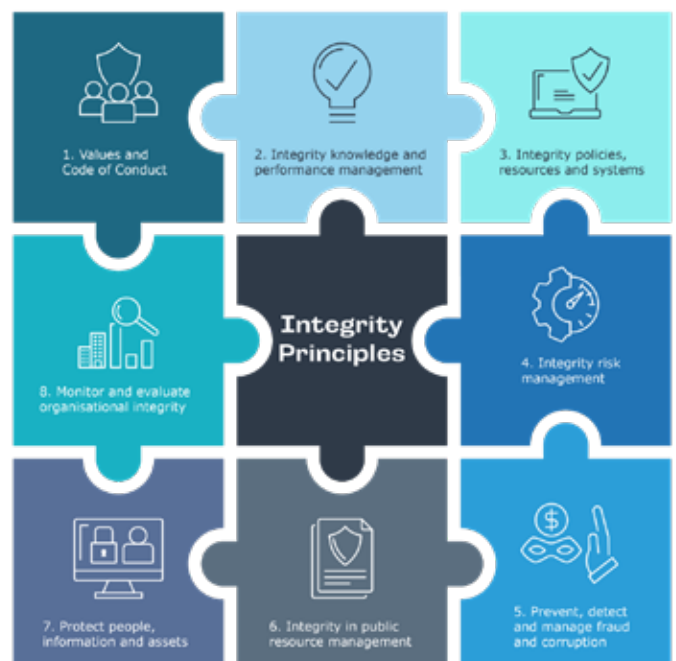 1. Values and
Code of Conduct
2. Integrity knowledge and
performance management
3. Integrity policies,
resources and systems
8. Monitor and evaluate
organisational integrity
Integrity
Principles
4. Integrity risk
management
7. Protect people,
information and assets
6. Integrity in public
resource management
5. Prevent, detect
and manage fraud
and corruption
$